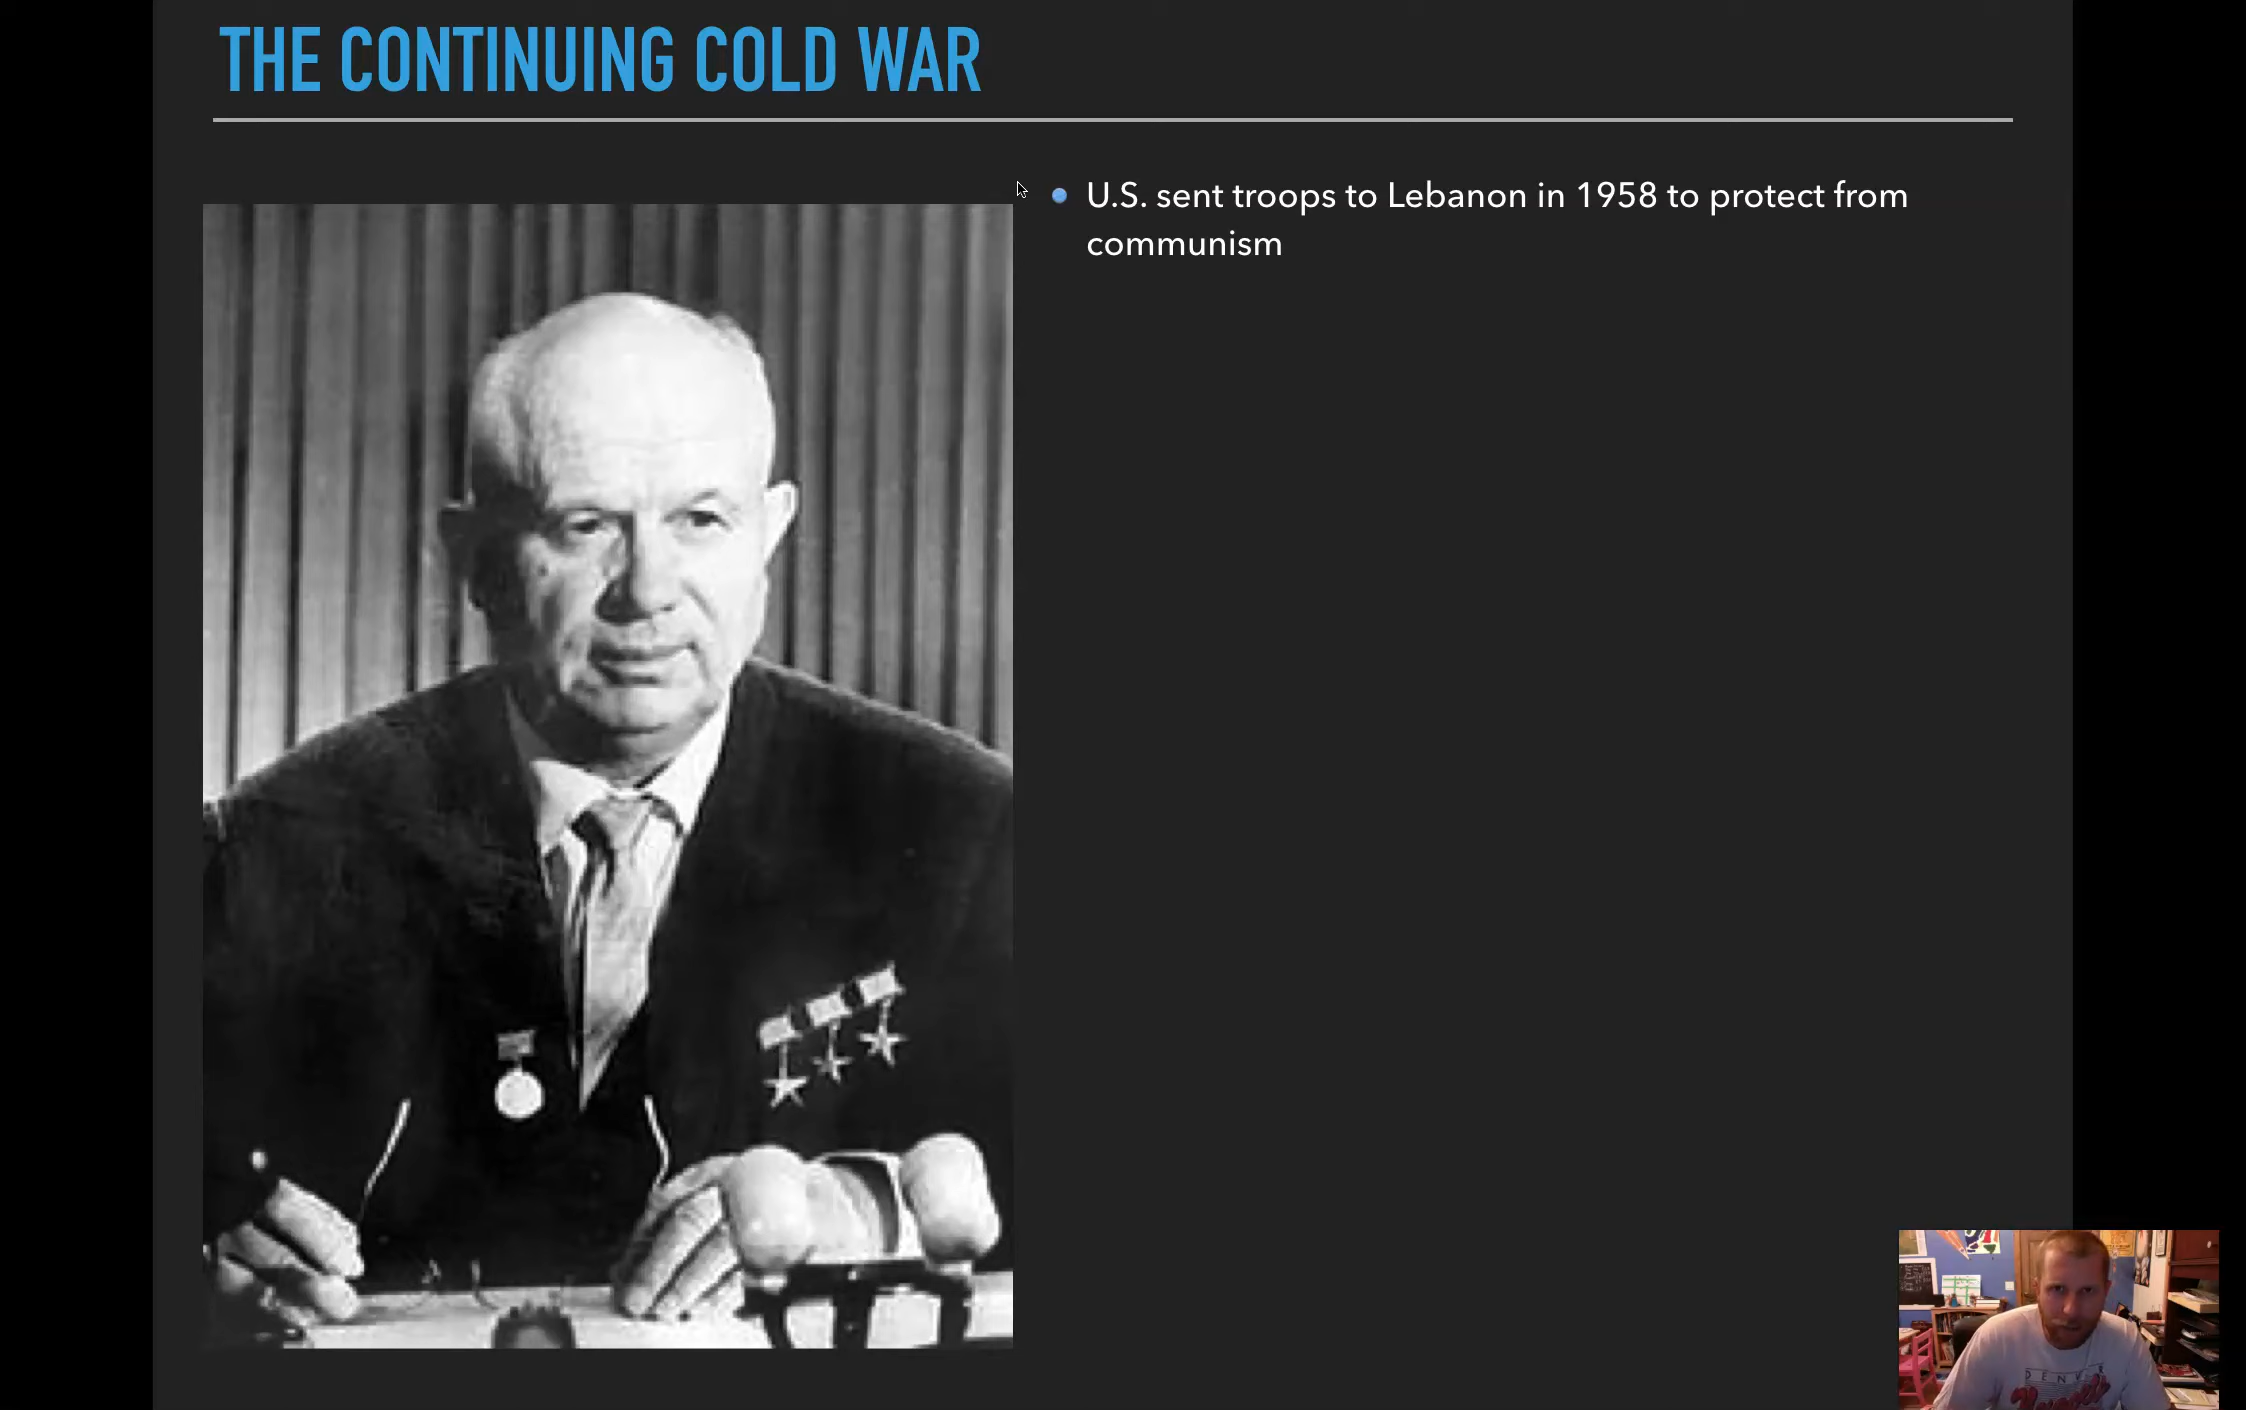 THE CONTINUING COLD WAR
U.S. sent troops to Lebanon in 1958 to protect from
communism